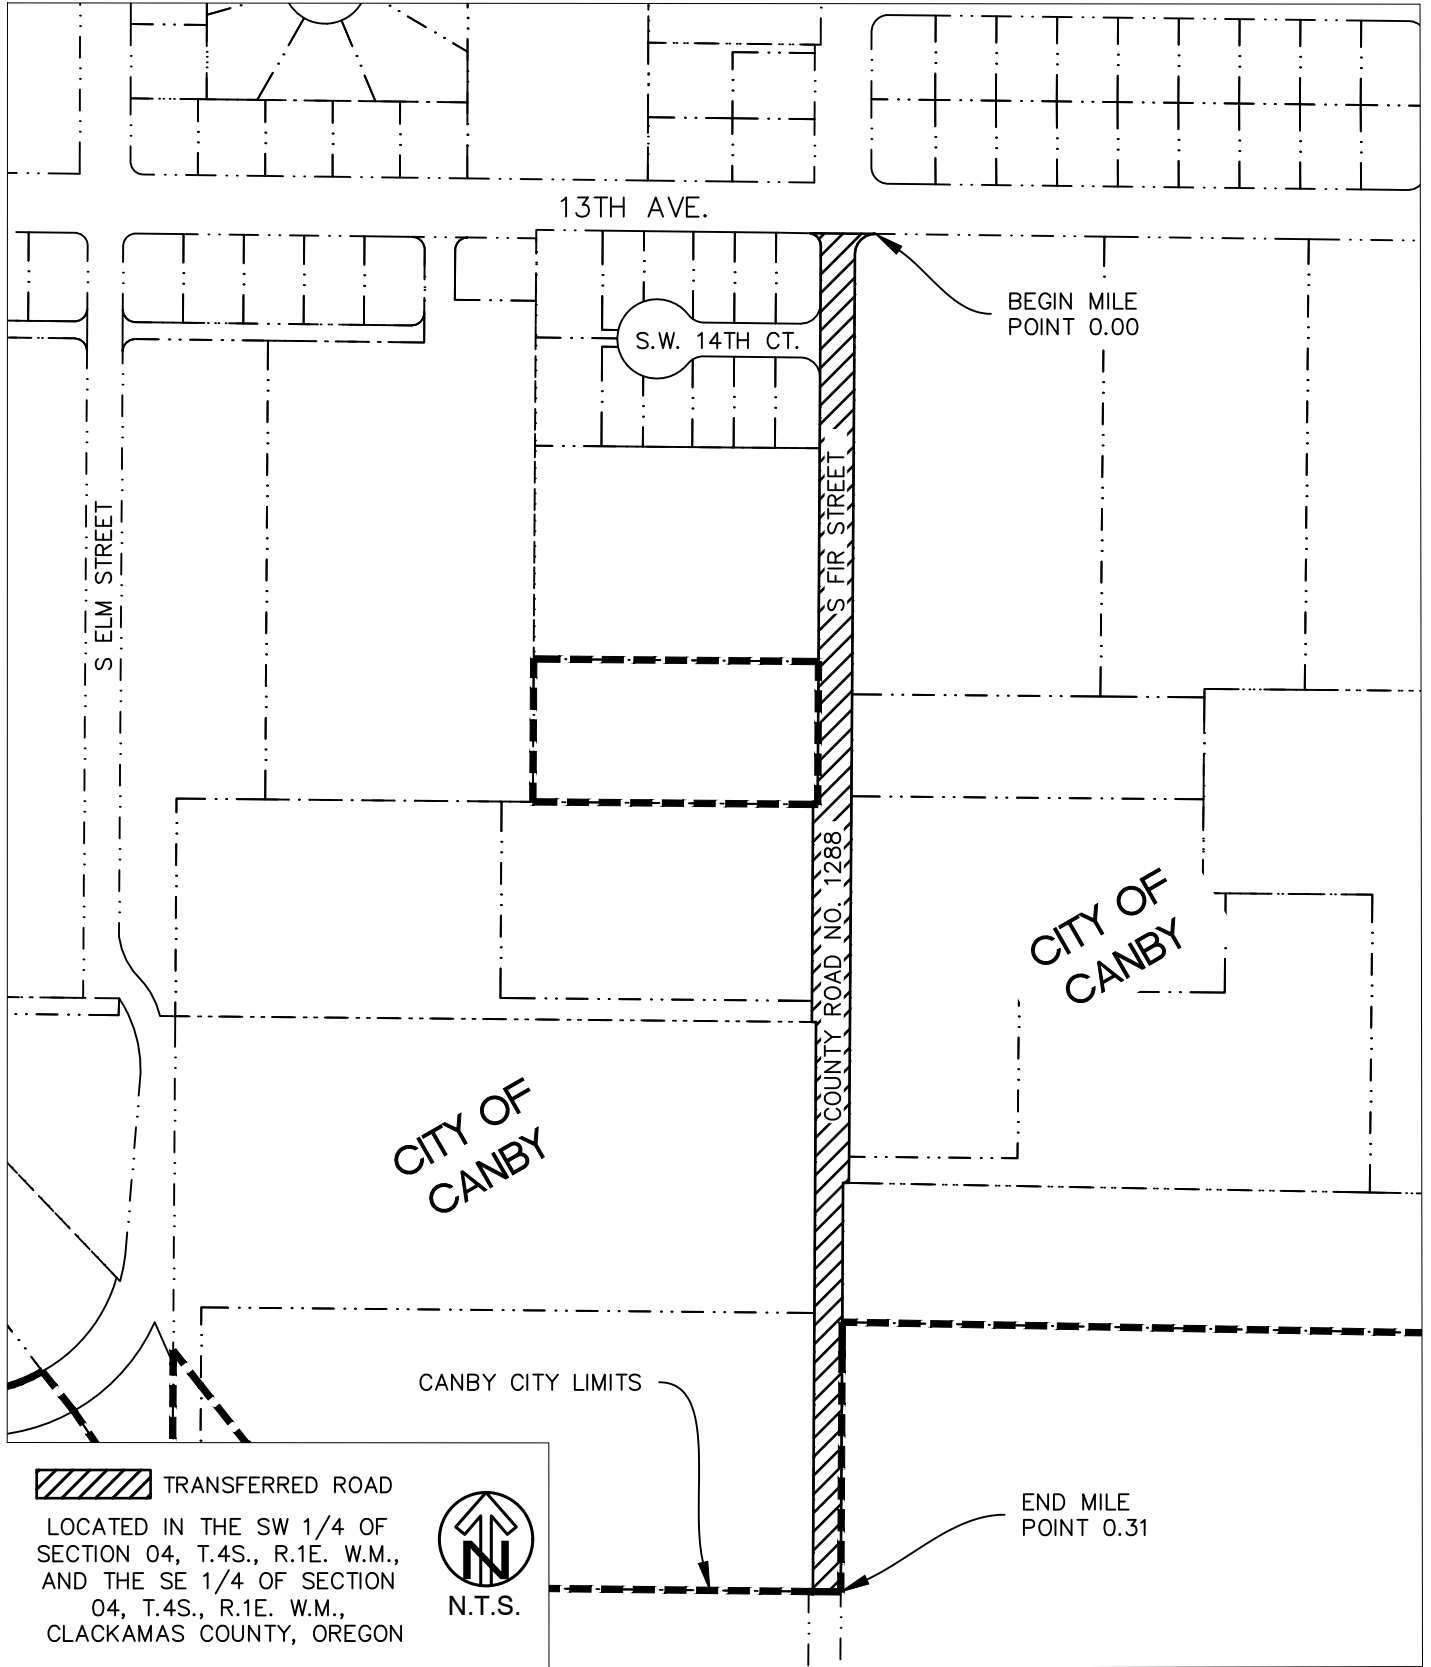 13TH AVE.
BEGIN MILE
POINT 0.00
S.W. 14TH CT.
S FIR STREET
S ELM STREET
COUNTY ROAD NO. 1288
CITY OF
CANBY
CITY OF
CANBY
CANBY CITY LIMITS
END MILE
POINT 0.31
TRANSFERRED ROAD
LOCATED IN THE SW 1/4 OF
SECTION 04, T.4S., R.1E. W.M.,
AND THE SE 1/4 OF SECTION
04, T.4S., R.1E. W.M.,
CLACKAMAS COUNTY, OREGON
N
N.T.S.